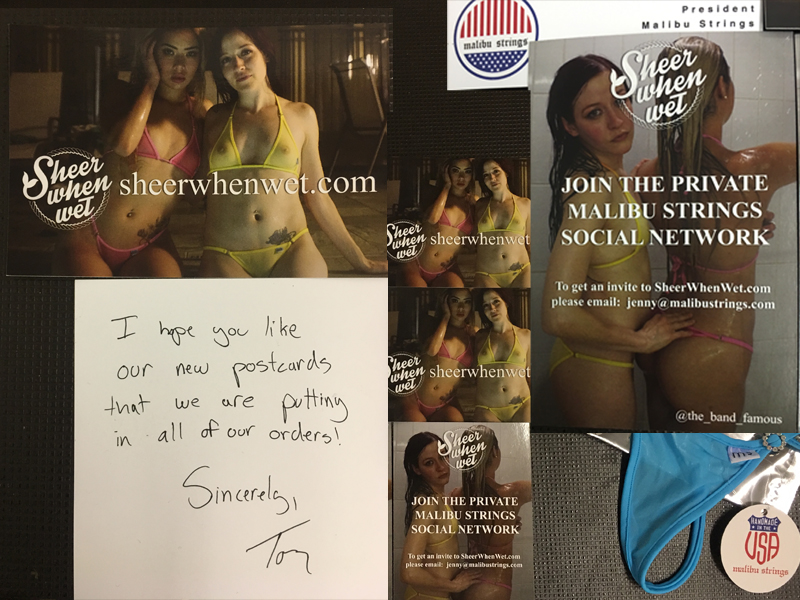 Sheer
when
wet
sheerwhenwet.com
I hope you like
our new postcards
that we are putting
in all of our orders!
Sincerely,
Tom
President
Malibu Strings
malibu strings
Sheer
when
wet
JOIN THE PRIVATE
MALIBU STRINGS
SOCIAL NETWORK
To get an invite to SheerWhenWet.com
please email: jenny@malibustrings.com
@the_band_famous
Sheer
when
wet
sheerwhenwet
Sheer
when
wet
sheerwhenwet
Sheer
when
wet
JOIN THE PRIVATE
MALIBU STRINGS
SOCIAL NETWORK
To get an invite to SheerWhenWet.com
please email: jenny@malibustrings.com
HANDMADE
IN THE
USA
malibu strings